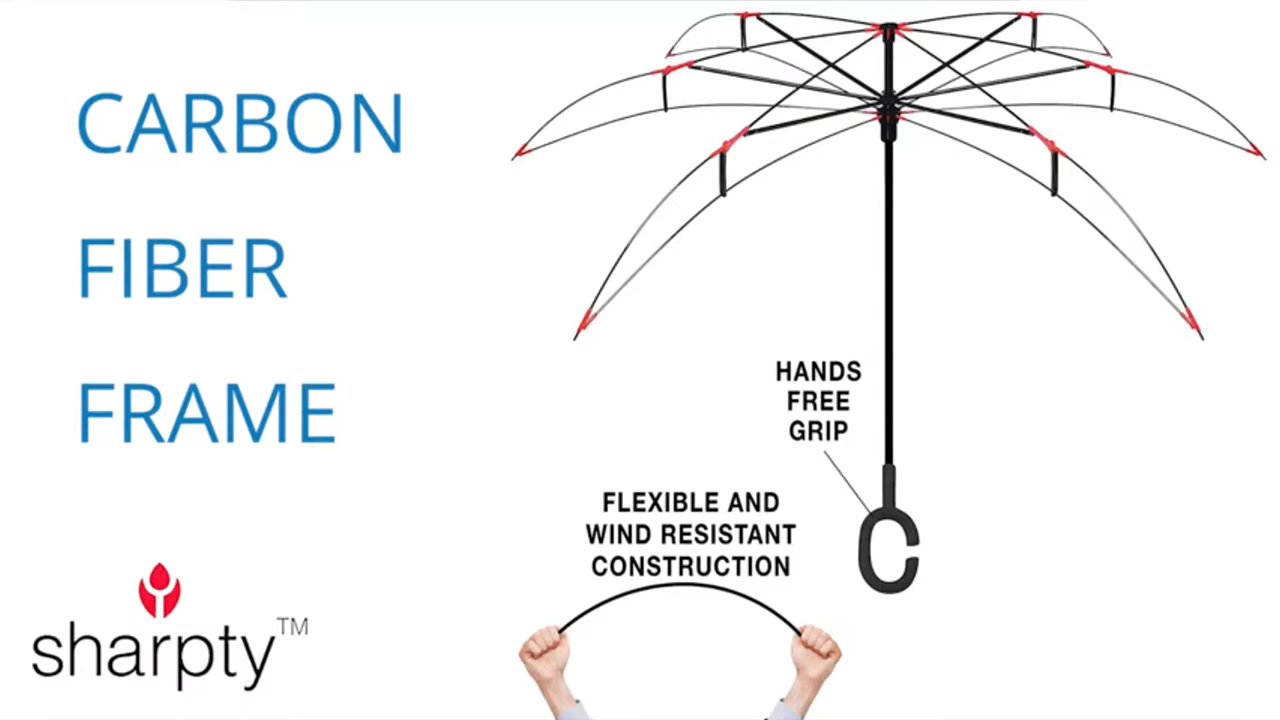 CARBON
FIBER
FRAME
HANDS
FREE
GRIP
FLEXIBLE AND
WIND RESISTANT
CONSTRUCTION
sharpty™